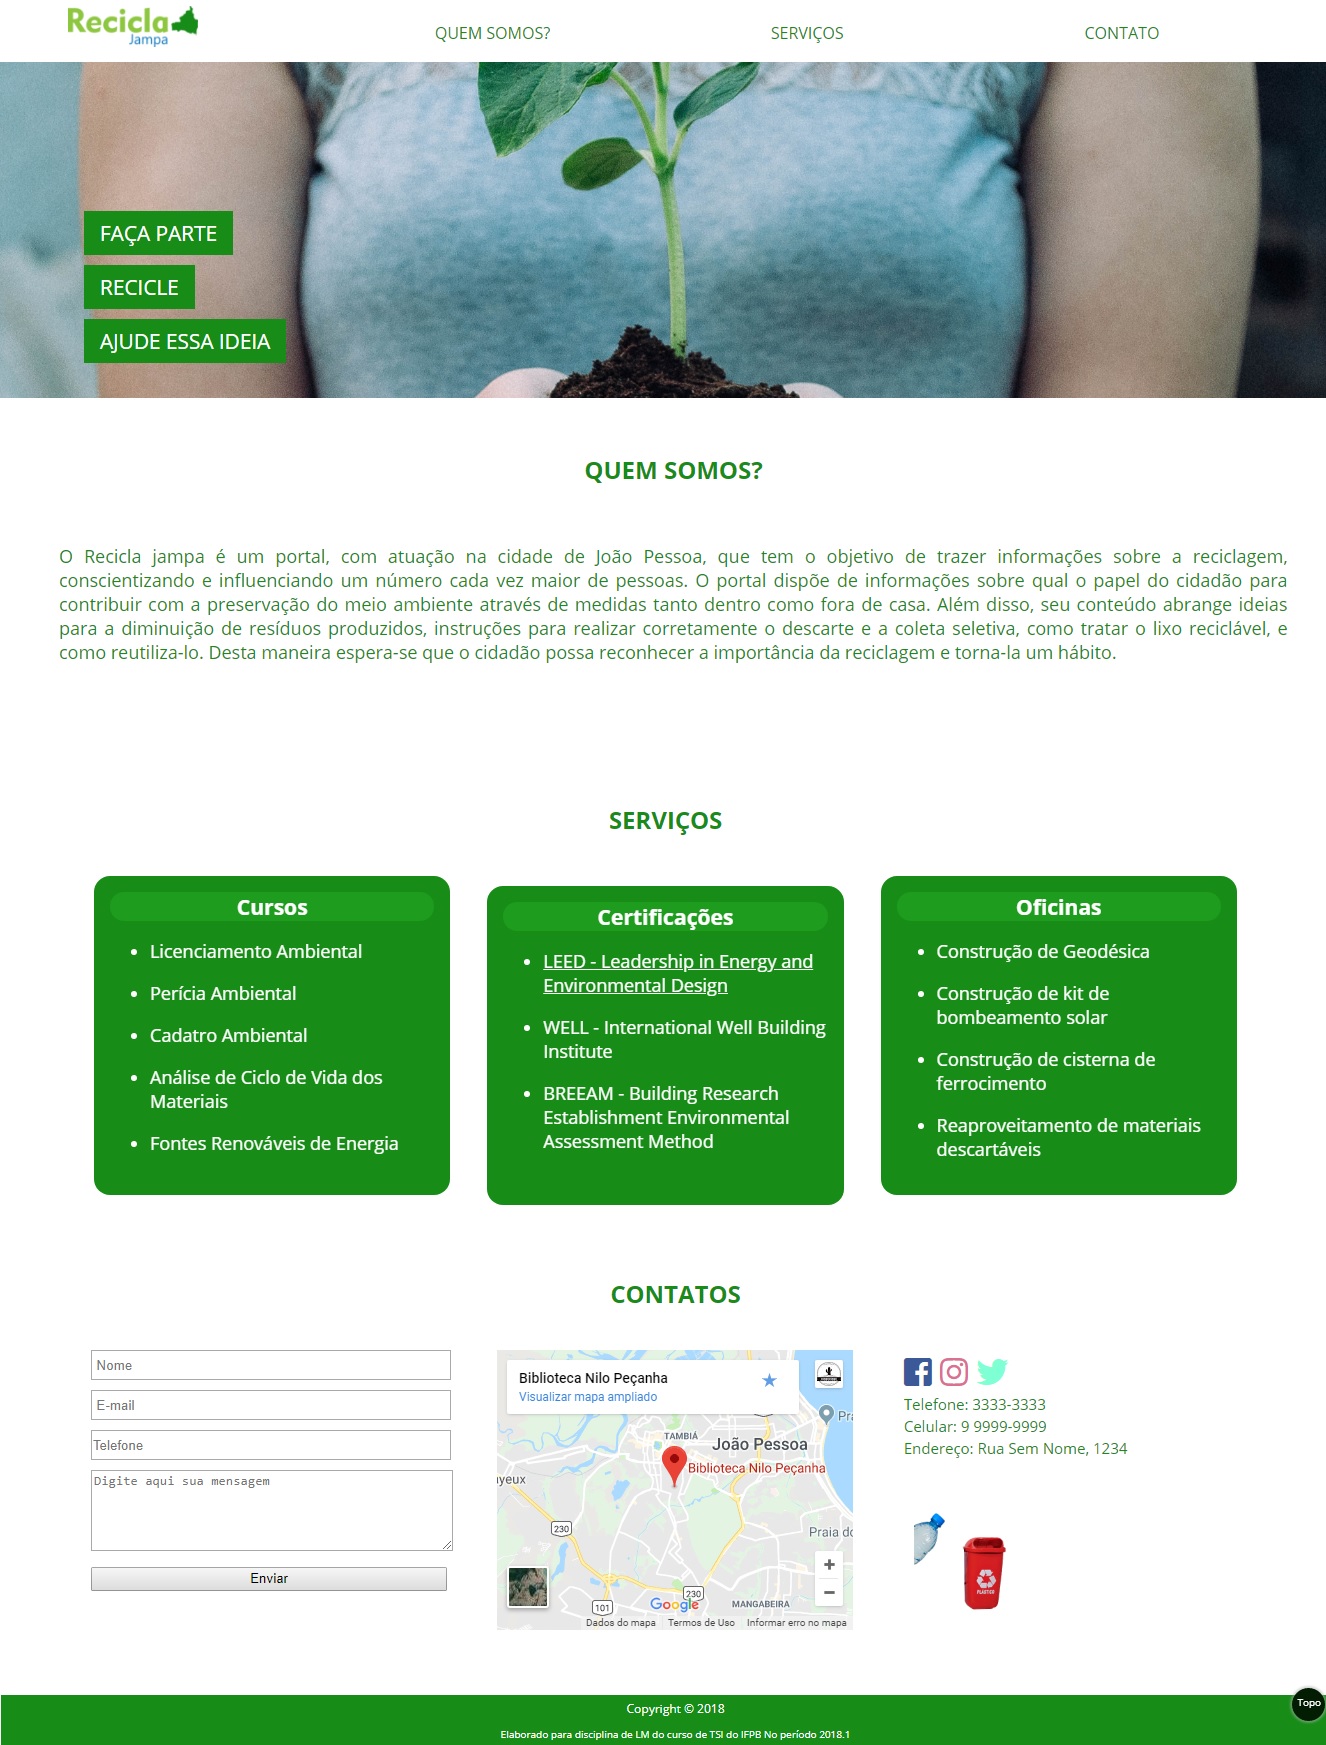 Recicla
Jampa
QUEM SOMOS?
SERVIÇOS
CONTATO
FAÇA PARTE
RECICLE
AJUDE ESSA IDEIA
QUEM SOMOS?
O Recicla jampa é um portal, com atuação na cidade de João Pessoa, que tem o objetivo de trazer informações sobre a reciclagem,
conscientizando e influenciando um número cada vez maior de pessoas. O portal dispõe de informações sobre qual o papel do cidadão para
contribuir com a preservação do meio ambiente através de medidas tanto dentro como fora de casa. Além disso, seu conteúdo abrange ideias
para a diminuição de resíduos produzidos, instruções para realizar corretamente o descarte e a coleta seletiva, como tratar o lixo reciclável, e
como reutiliza-lo. Desta maneira espera-se que o cidadão possa reconhecer a importância da reciclagem e torna-la um hábito.
SERVIÇOS
Cursos
Licenciamento Ambiental
Perícia Ambiental
Cadatro Ambiental
Análise de Ciclo de Vida dos
Materiais
Fontes Renováveis de Energia
Certificações
LEED - Leadership in Energy and
Environmental Design
WELL - International Well Building
Institute
BREEAM - Building Research
Establishment Environmental
Assessment Method
Oficinas
Construção de Geodésica
Construção de kit de
bombeamento solar
Construção de cisterna de
ferrocimento
Reaproveitamento de materiais
descartáveis
CONTATOS
Nome
E-mail
Telefone
Digite aqui sua mensagem
Enviar
Biblioteca Nilo Peçanha
Visualizar mapa ampliado
TAMBIÁ
João Pessoa
Biblioteca Nilo Peçanha
yeux
Pr
230
Praia do
230
101
Google
MANGABEIRA
Dados do mapa
Termos de Uso
Informar erro no mapa
Telefone: 3333-3333
Celular: 9 9999-9999
Endereço: Rua Sem Nome, 1234
PLÁSTICO
Topo
Copyright © 2018
Elaborado para disciplina de LM do curso de TSI do IFPB No período 2018.1